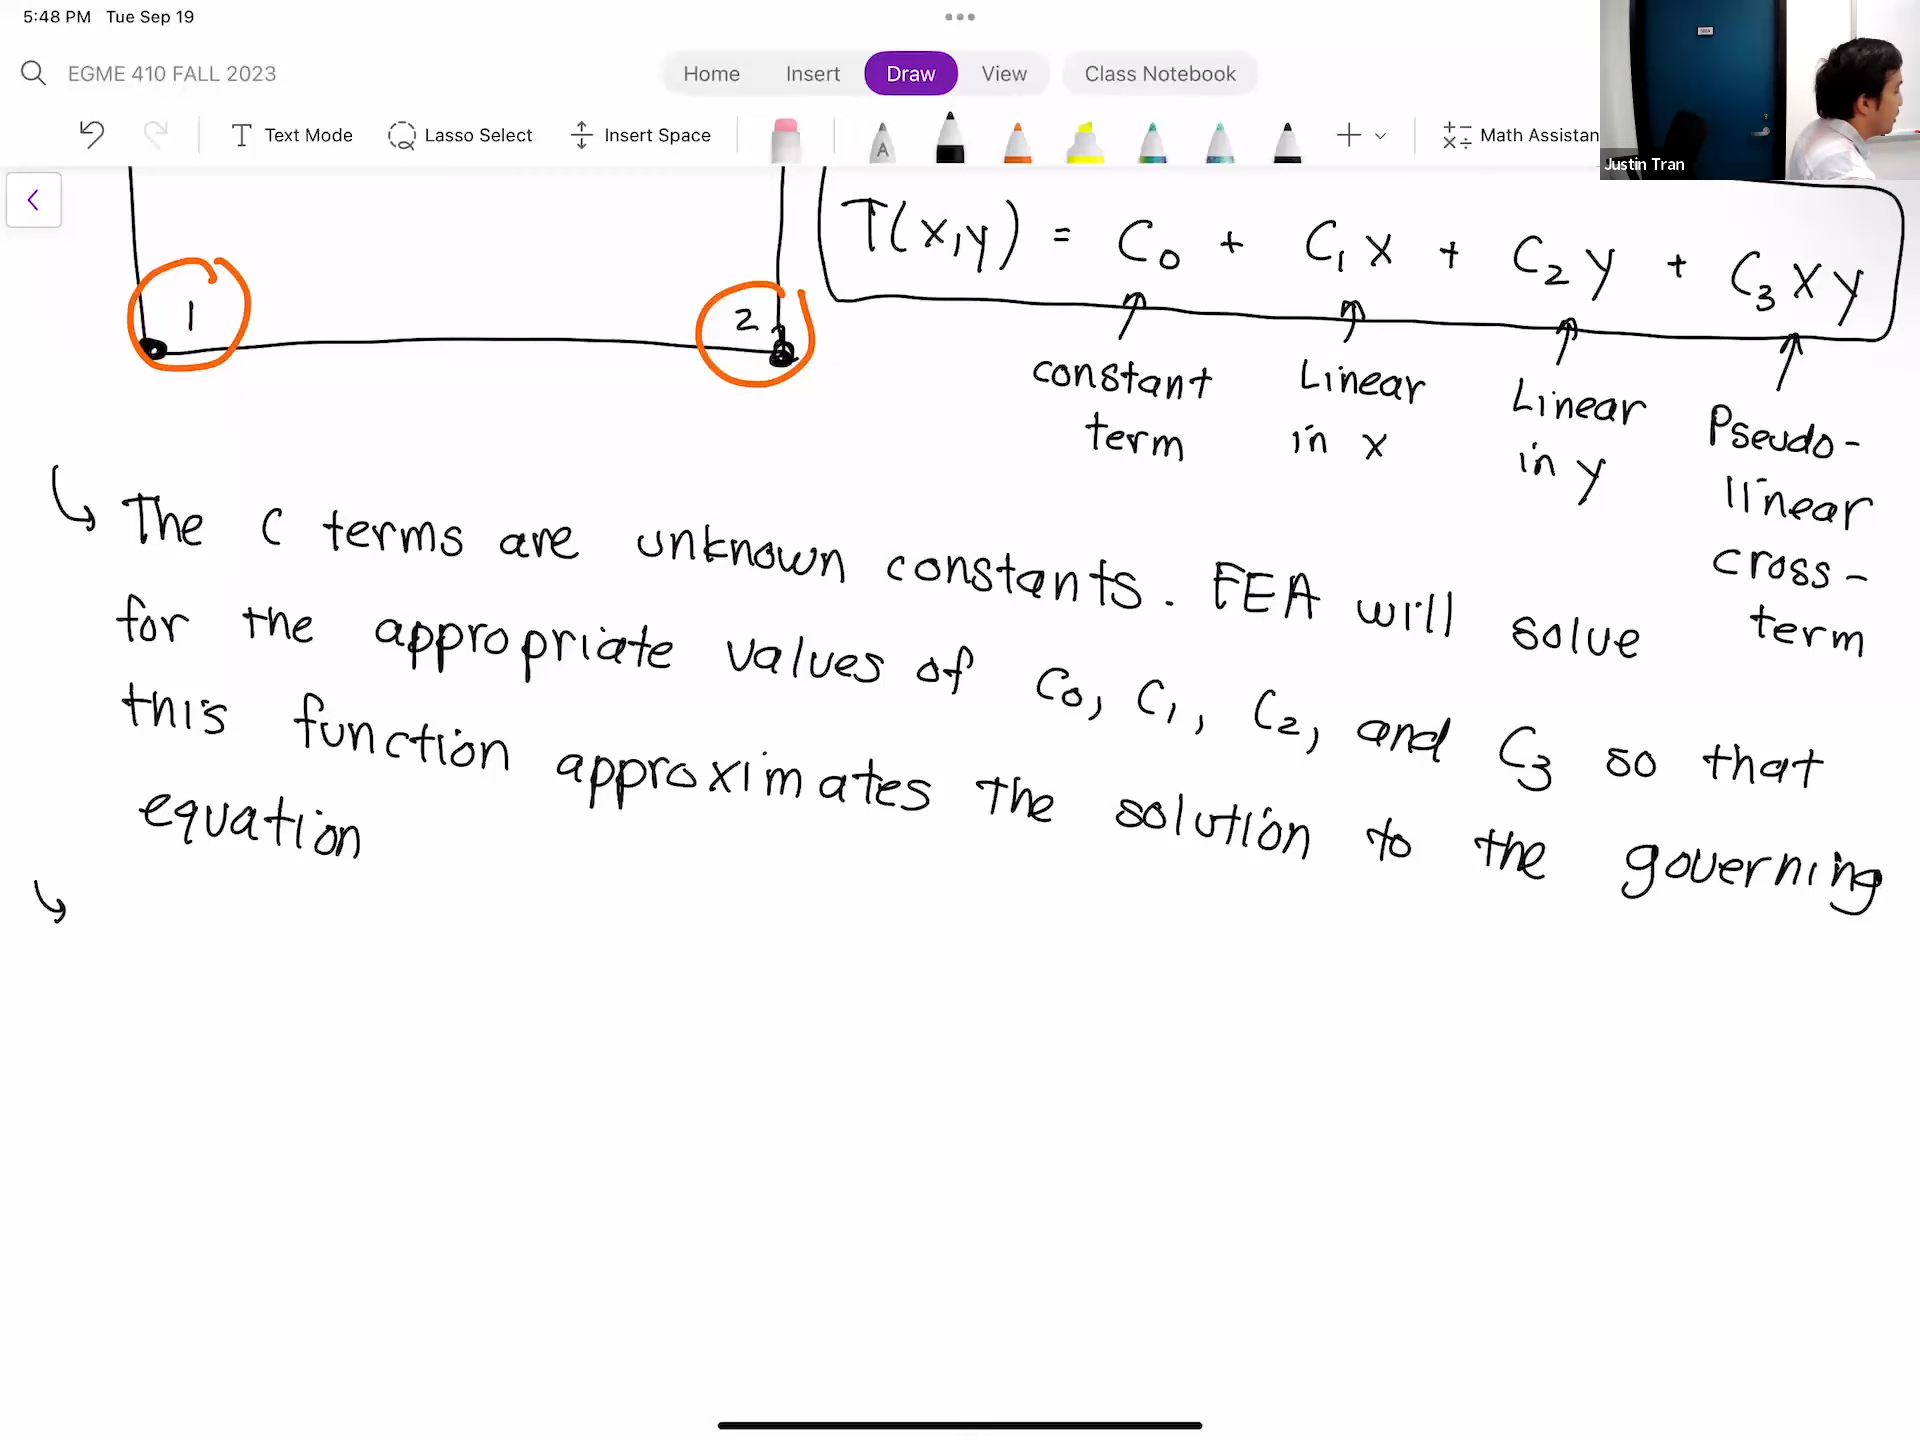 5:48 PM Tue Sep 19
EGME 410 FALL 2023
Home Insert Draw View Class Notebook
Text Mode Lasso Select Insert Space A Math Assistan
Justin Tran
1
2
T(x,y) = C₀ + C₁x + C₂y + C₃xy
constant
term
Linear
in x
Linear
in y
Pseudo-
linear
cross-
term
The C terms are unknown constants. FEA will solve
for the appropriate values of C₀, C₁, C₂, and C₃ so that
this function approximates the solution to the governing
equation